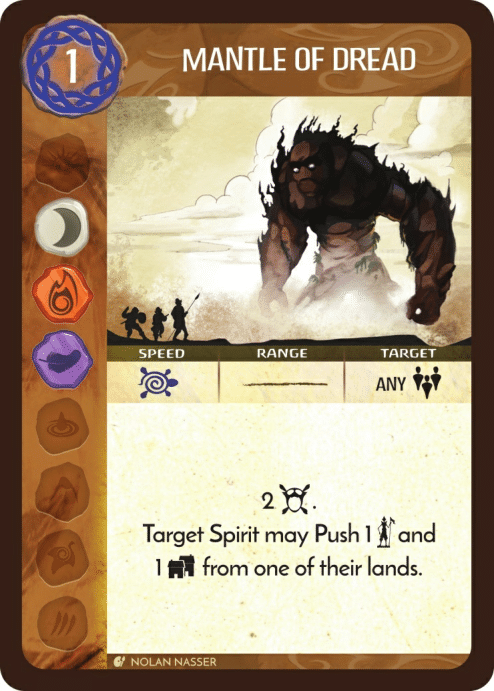 1
MANTLE OF DREAD
SPEED RANGE TARGET
ANY
2 .
Target Spirit may Push 1 and
1 from one of their lands.
NOLAN NASSER